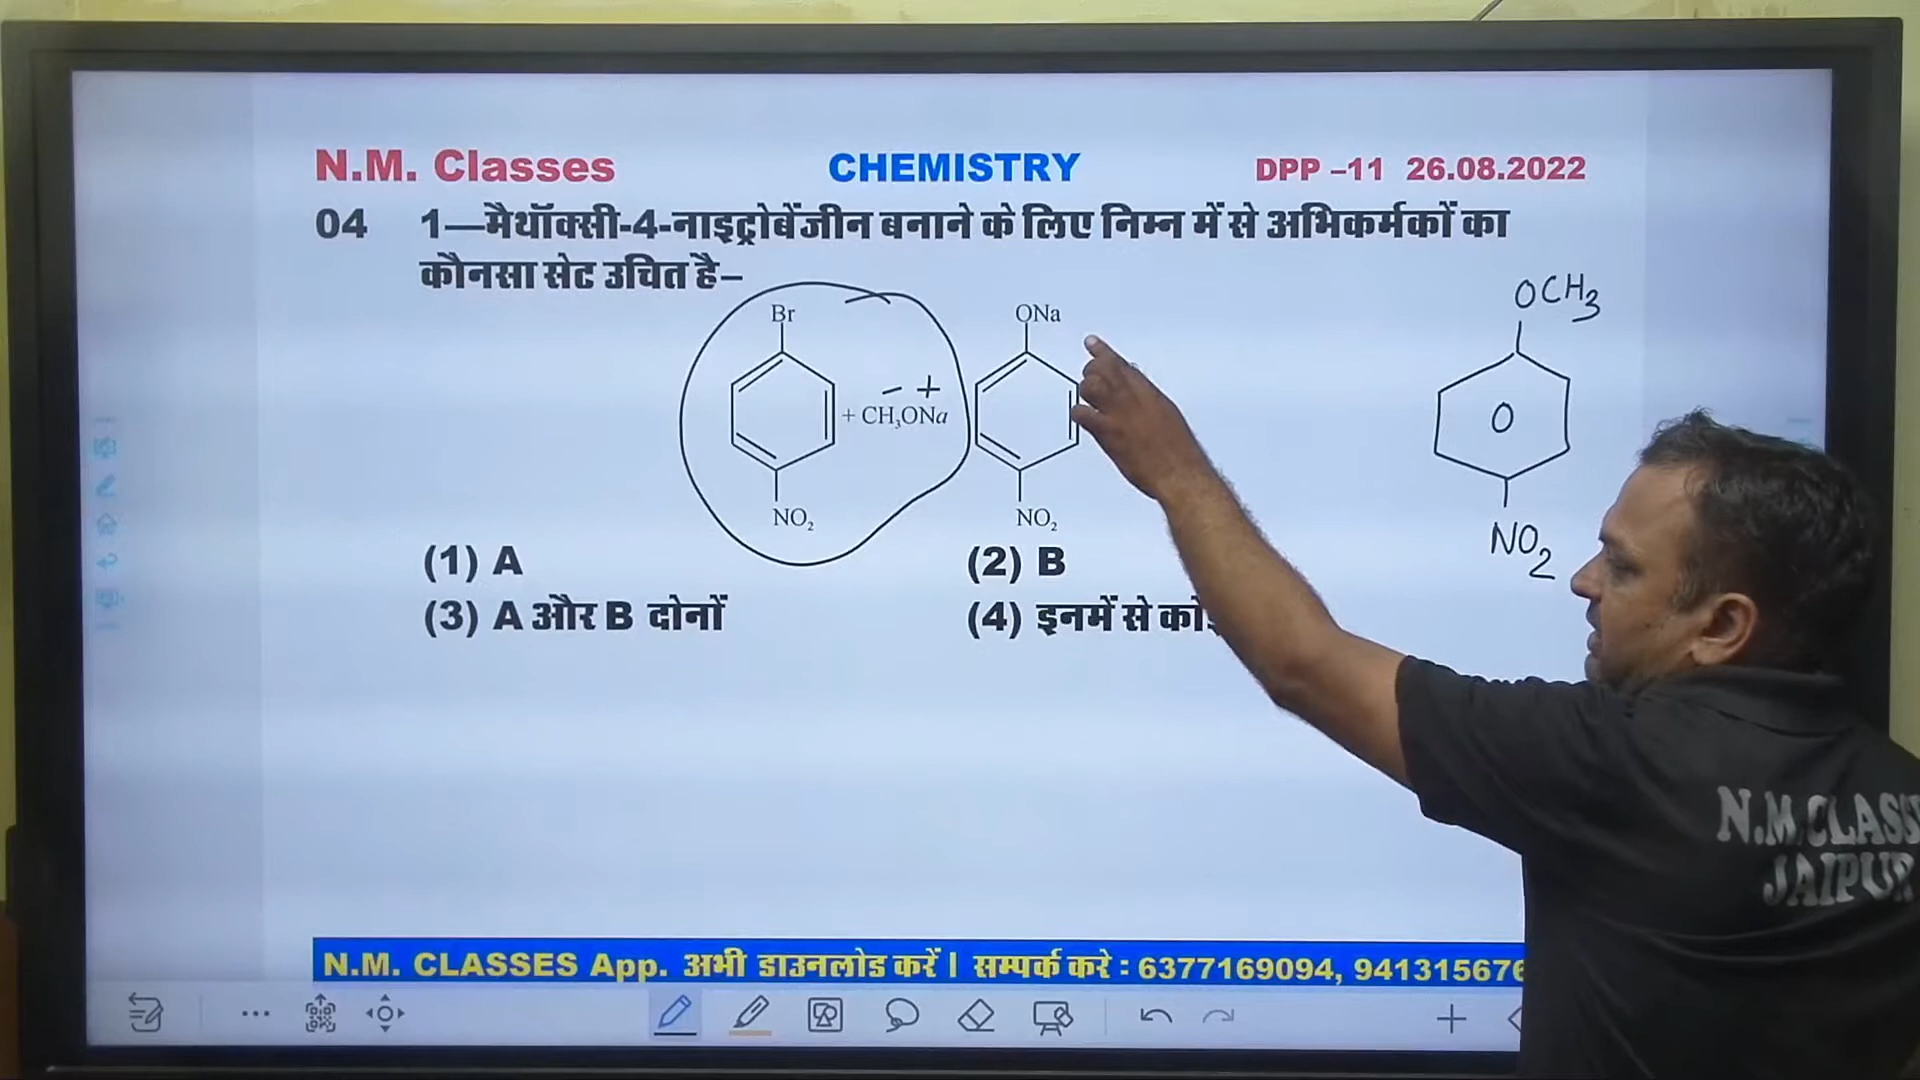 N.M. Classes CHEMISTRY DPP –11 26.08.2022
04 1—मैथॉक्सी-4-नाइट्रोबेंजीन बनाने के लिए निम्न में से अभिकर्मकों का
कौनसा सेट उचित है–
OCH3
Br
ONa
– +
+ CH₃ONa
O
NO₂
NO₂
NO2
(1) A (2) B
(3) A और B दोनों (4) इनमें से
N.M. CLASSES App. अभी डाउनलोड करें । सम्पर्क करे : 6377169094,
N.M.CLASS
JAIPUR